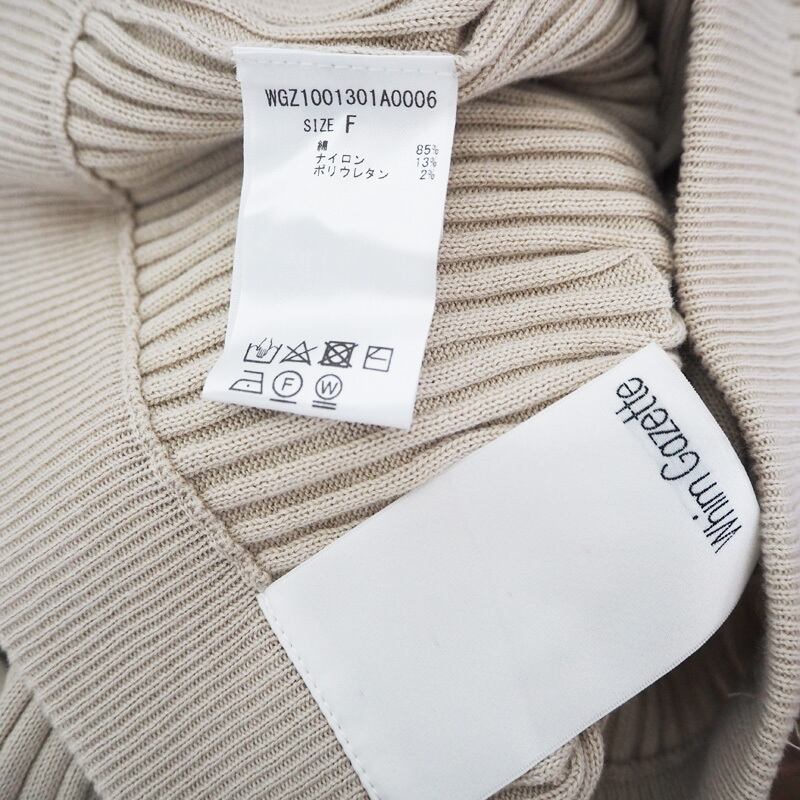 WGZ1001301A0006
SIZE F
綿 85%
ナイロン 13%
ポリウレタン 2%
F W
Whim Gazette